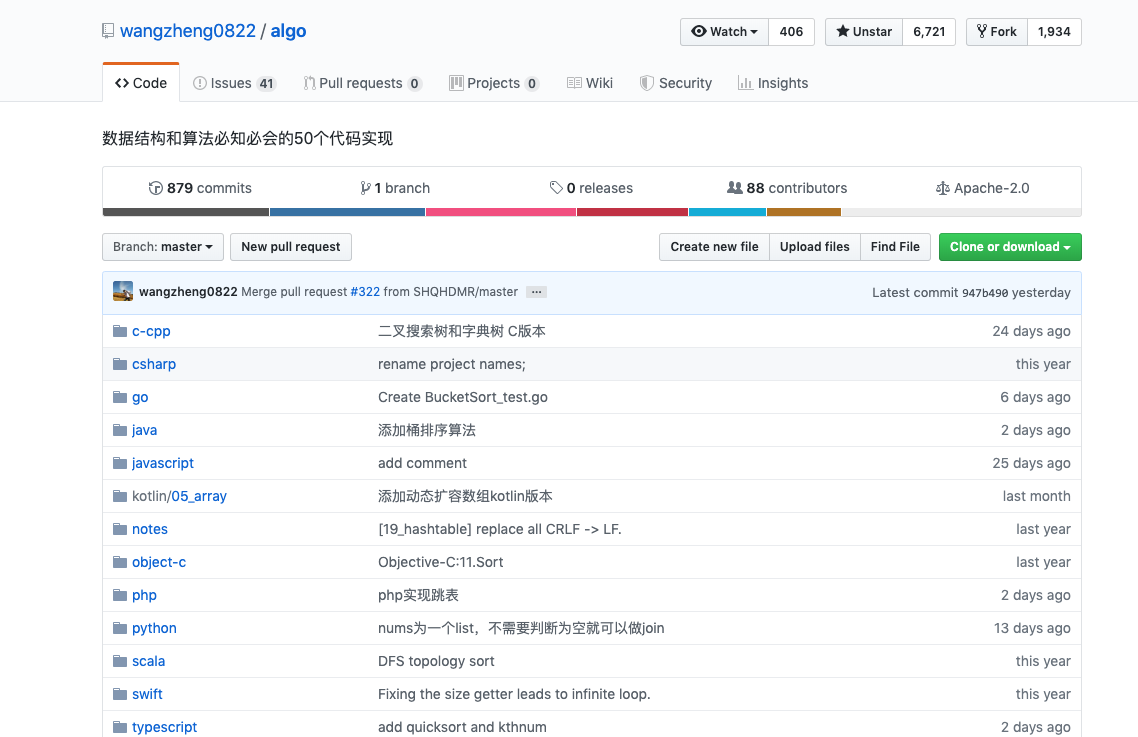 wangzheng0822 / algo Watch 406 Unstar 6,721 Fork 1,934
Code Issues 41 Pull requests 0 Projects 0 Wiki Security Insights
数据结构和算法必知必会的50个代码实现
879 commits 1 branch 0 releases 88 contributors Apache-2.0
Branch: master New pull request Create new file Upload files Find File Clone or download
wangzheng0822 Merge pull request #322 from SHQHDMR/master ... Latest commit 947b490 yesterday
c-cpp 二叉搜索树和字典树 C版本 24 days ago
csharp rename project names; this year
go Create BucketSort_test.go 6 days ago
java 添加桶排序算法 2 days ago
javascript add comment 25 days ago
kotlin/05_array 添加动态扩容数组kotlin版本 last month
notes [19_hashtable] replace all CRLF -> LF. last year
object-c Objective-C:11.Sort last year
php php实现跳表 2 days ago
python nums为一个list，不需要判断为空就可以做join 13 days ago
scala DFS topology sort this year
swift Fixing the size getter leads to infinite loop. this year
typescript add quicksort and kthnum 2 days ago